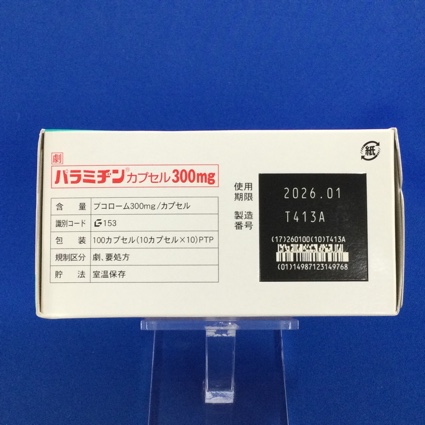 紙
劇
パラミヂン®カプセル300mg
含 量 ブコローム300mg/カプセル
識別コード 153
包 装 100カプセル(10カプセル×10)PTP
規制区分 劇、要処方
貯 法 室温保存
使用期限 2026.01
製造番号 T413A
(17)260100(10)T413A
(01)14987123149768